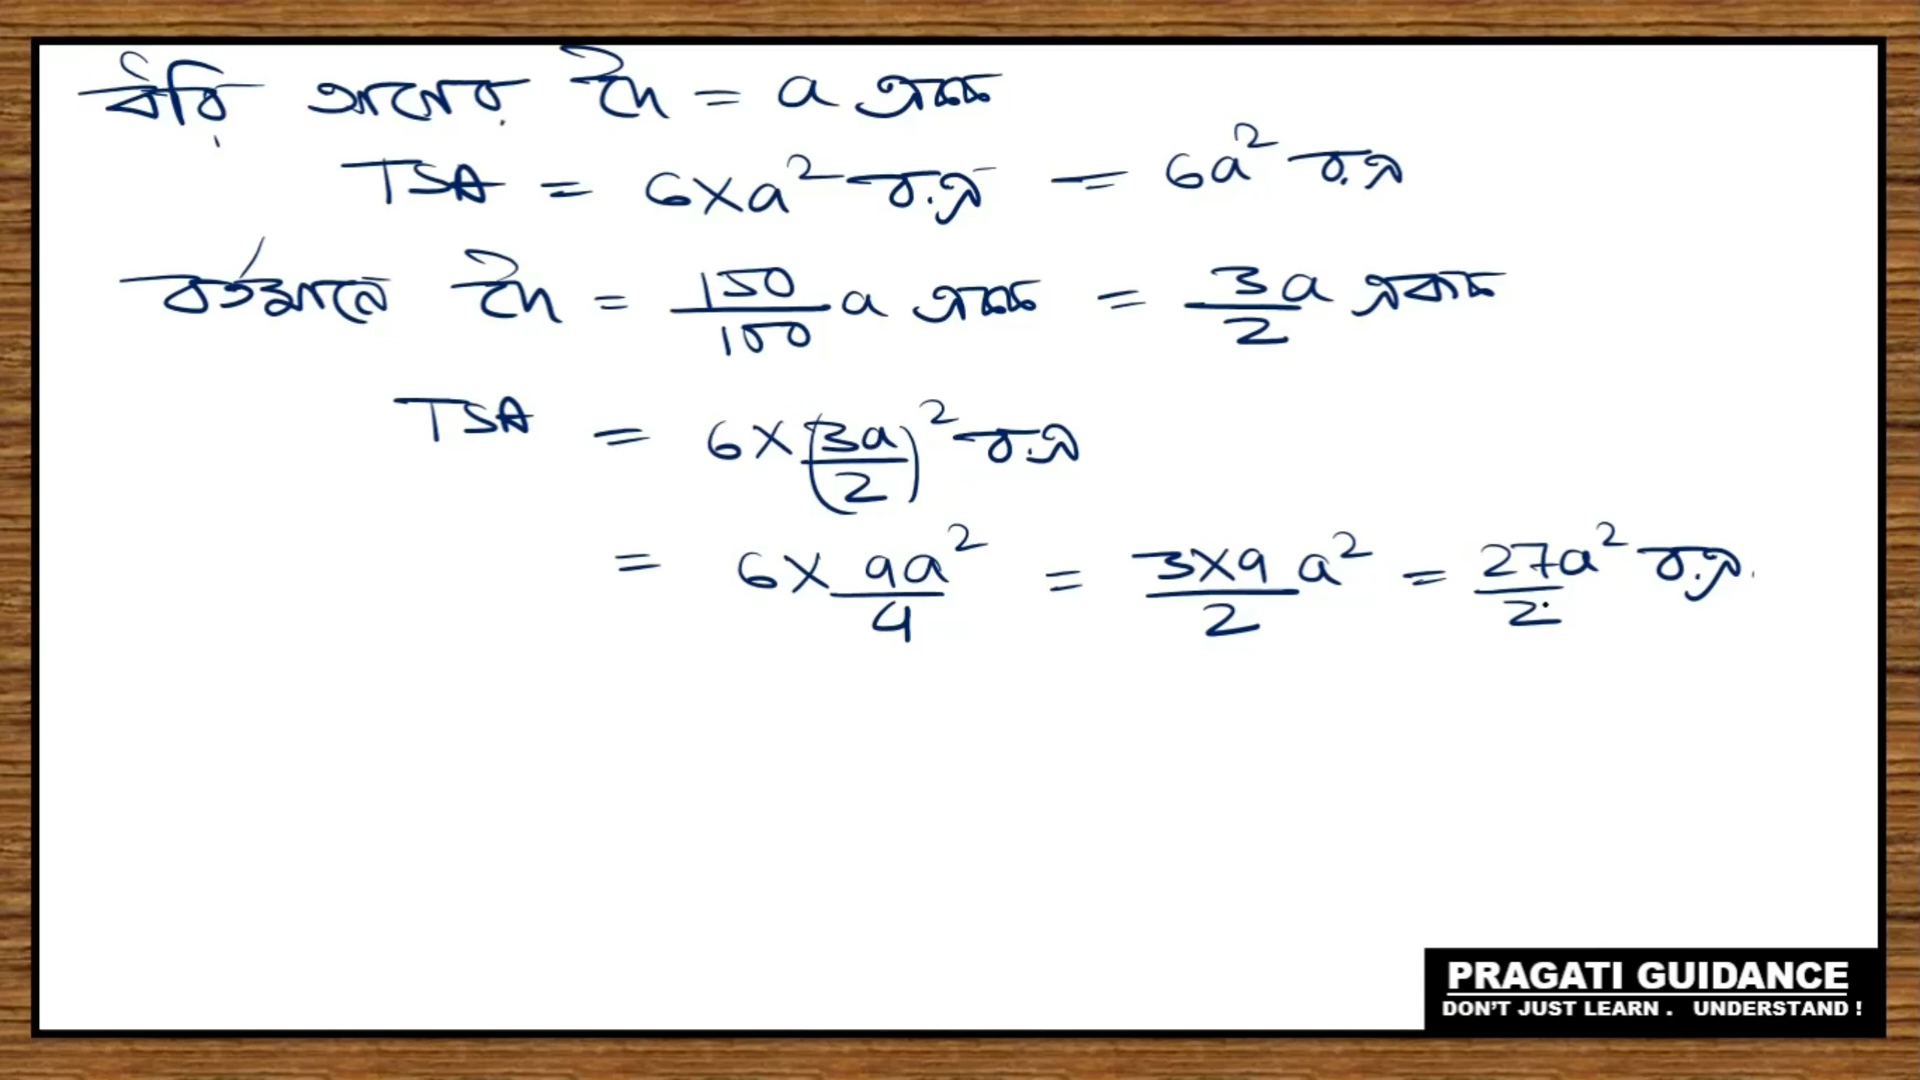 ধরি আগের দৈ = a একক
TSA = 6×a² ব.এ = 6a² ব.এ
বর্তমানে দৈ = 150/100 a একক = 3a/2 একক
TSA = 6×(3a/2)² ব.এ
= 6× 9a²/4 = 3×9/2 a² = 27a²/2 ব.এ.
PRAGATI GUIDANCE
DON'T JUST LEARN . UNDERSTAND !